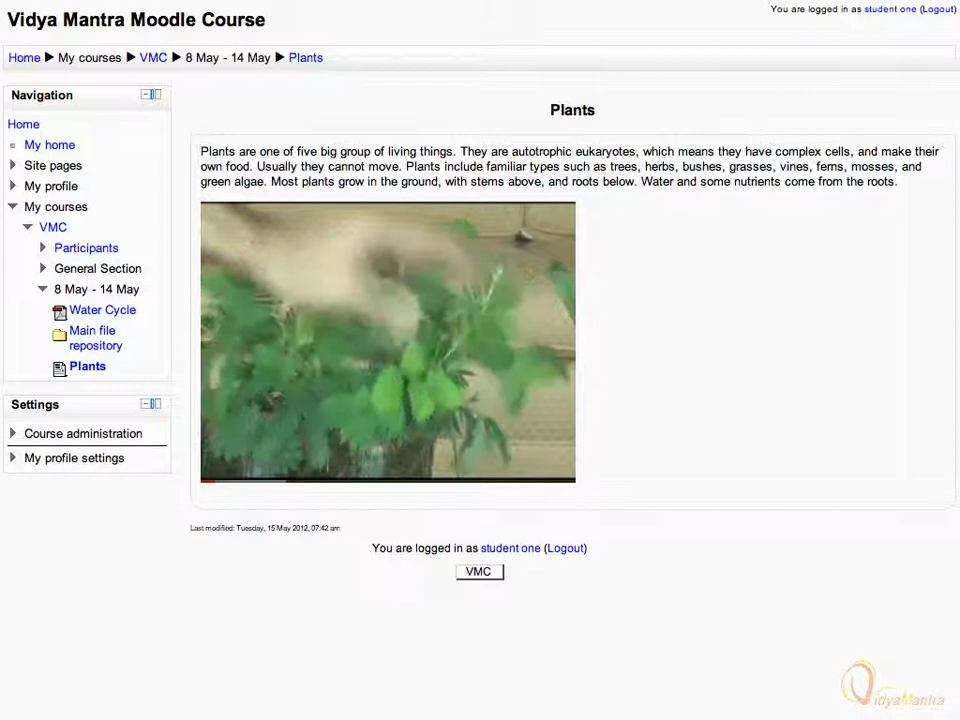 Vidya Mantra Moodle Course
You are logged in as student one (Logout)
Home ▶ My courses ▶ VMC ▶ 8 May - 14 May ▶ Plants
Navigation
Home
My home
Site pages
My profile
My courses
VMC
Participants
General Section
8 May - 14 May
Water Cycle
Main file
repository
Plants
Settings
Course administration
My profile settings
Plants
Plants are one of five big group of living things. They are autotrophic eukaryotes, which means they have complex cells, and make their
own food. Usually they cannot move. Plants include familiar types such as trees, herbs, bushes, grasses, vines, ferns, mosses, and
green algae. Most plants grow in the ground, with stems above, and roots below. Water and some nutrients come from the roots.
Last modified: Tuesday, 15 May 2012, 07:42 am
You are logged in as student one (Logout)
VMC
VidyaMantra